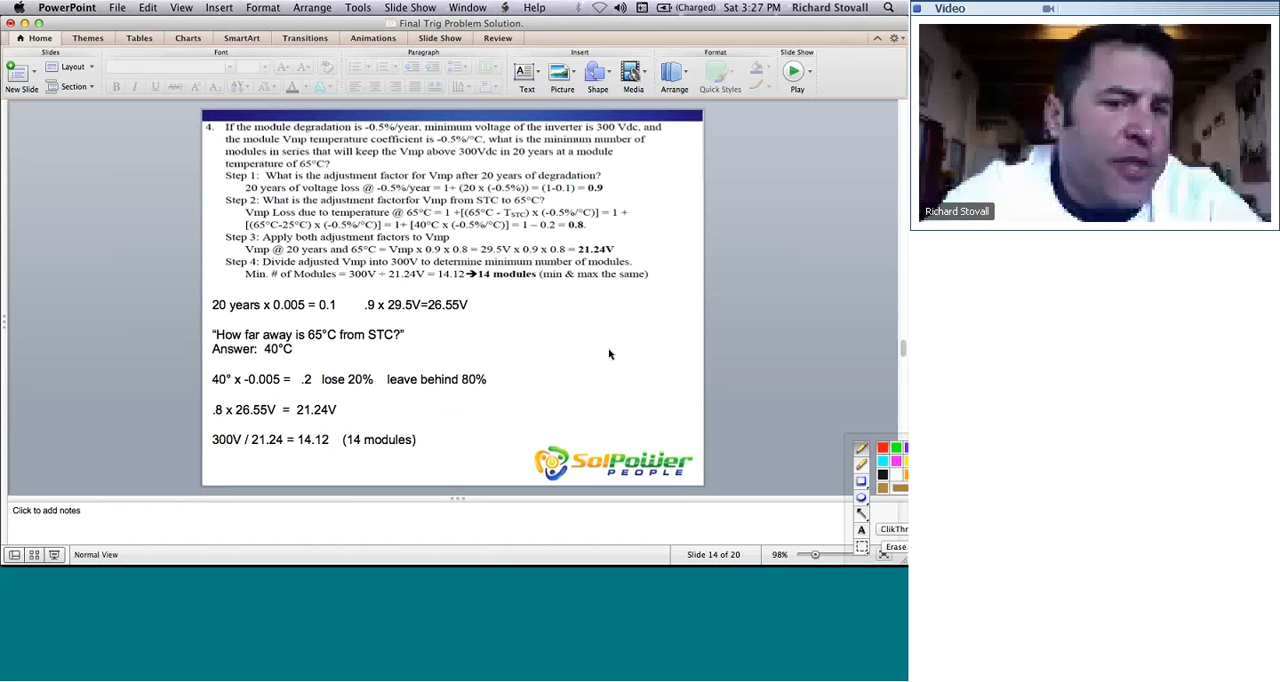 PowerPoint File Edit View Insert Format Arrange Tools Slide Show Window Help (Charged) Sat 3:27 PM Richard Stovall
Final Trig Problem Solution.
Home Themes Tables Charts SmartArt Transitions Animations Slide Show Review
Slides Font Paragraph Insert Format Slide Show
Layout
Section
New Slide Text Picture Shape Media Arrange Quick Styles Play
4. If the module degradation is -0.5%/year, minimum voltage of the inverter is 300 Vdc, and
the module Vmp temperature coefficient is -0.5%/°C, what is the minimum number of
modules in series that will keep the Vmp above 300Vdc in 20 years at a module
temperature of 65°C?
Step 1: What is the adjustment factor for Vmp after 20 years of degradation?
20 years of voltage loss @ -0.5%/year = 1+ (20 x (-0.5%)) = (1-0.1) = 0.9
Step 2: What is the adjustment factorfor Vmp from STC to 65°C?
Vmp Loss due to temperature @ 65°C = 1 +[(65°C - TSTC) x (-0.5%/°C)] = 1 +
[(65°C-25°C) x (-0.5%/°C)] = 1+ [40°C x (-0.5%/°C)] = 1 – 0.2 = 0.8.
Step 3: Apply both adjustment factors to Vmp
Vmp @ 20 years and 65°C = Vmp x 0.9 x 0.8 = 29.5V x 0.9 x 0.8 = 21.24V
Step 4: Divide adjusted Vmp into 300V to determine minimum number of modules.
Min. # of Modules = 300V ÷ 21.24V = 14.12➔14 modules (min & max the same)
20 years x 0.005 = 0.1 .9 x 29.5V=26.55V
“How far away is 65°C from STC?”
Answer: 40°C
40° x -0.005 = .2 lose 20% leave behind 80%
.8 x 26.55V = 21.24V
300V / 21.24 = 14.12 (14 modules)
SolPower
PEOPLE
Click to add notes
Normal View Slide 14 of 20 98%
ClikThr
Erase
Video
Richard Stovall